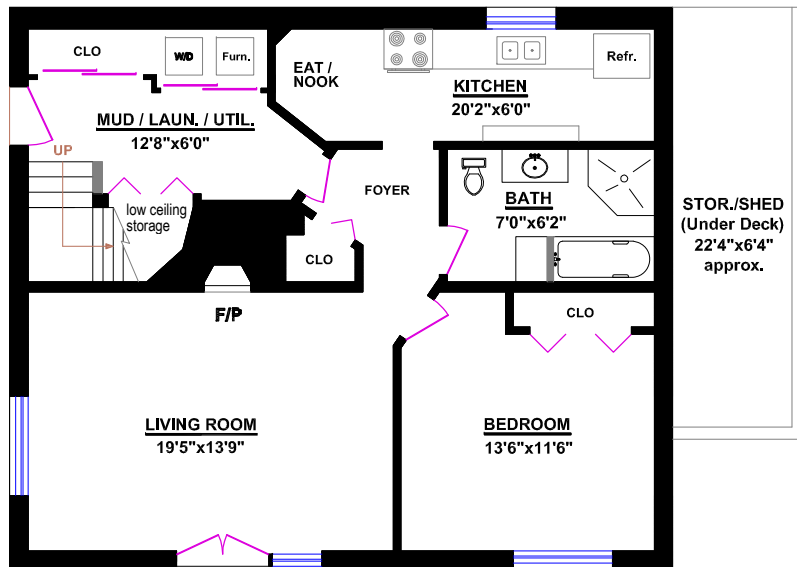 CLO
W/D
Furn.
EAT /
NOOK
Refr.
KITCHEN
20'2"x6'0"
MUD / LAUN. / UTIL.
12'8"x6'0"
UP
FOYER
BATH
7'0"x6'2"
low ceiling
storage
STOR./SHED
(Under Deck)
22'4"x6'4"
approx.
CLO
F/P
CLO
LIVING ROOM
19'5"x13'9"
BEDROOM
13'6"x11'6"